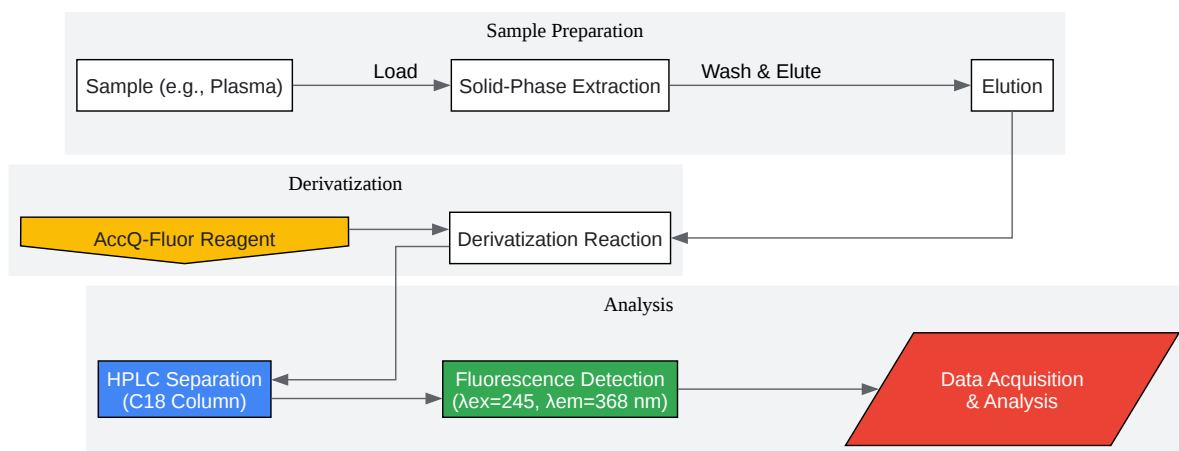 Sample Preparation
Sample (e.g., Plasma)
Load
Solid-Phase Extraction
Wash & Elute
Elution
Derivatization
AccQ-Fluor Reagent
Derivatization Reaction
Analysis
HPLC Separation
(C18 Column)
Fluorescence Detection
(λex=245, λem=368 nm)
Data Acquisition
& Analysis